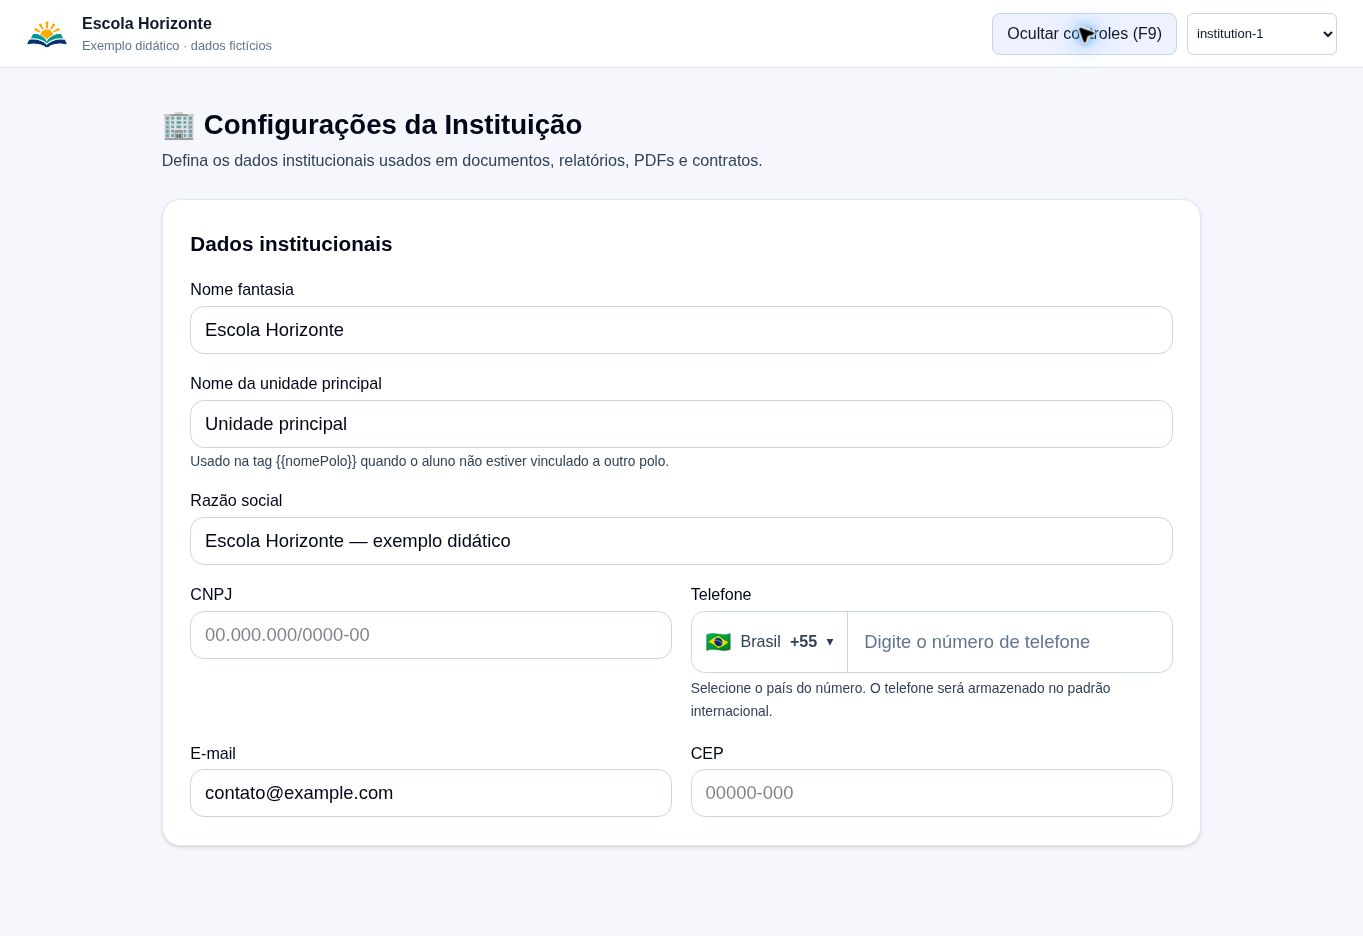 Escola Horizonte
Exemplo didático · dados fictícios
Ocultar controles (F9)
institution-1
Configurações da Instituição
Defina os dados institucionais usados em documentos, relatórios, PDFs e contratos.
Dados institucionais
Nome fantasia
Escola Horizonte
Nome da unidade principal
Unidade principal
Usado na tag {{nomePolo}} quando o aluno não estiver vinculado a outro polo.
Razão social
Escola Horizonte — exemplo didático
CNPJ
00.000.000/0000-00
Telefone
Brasil +55
Digite o número de telefone
Selecione o país do número. O telefone será armazenado no padrão
internacional.
E-mail
contato@example.com
CEP
00000-000